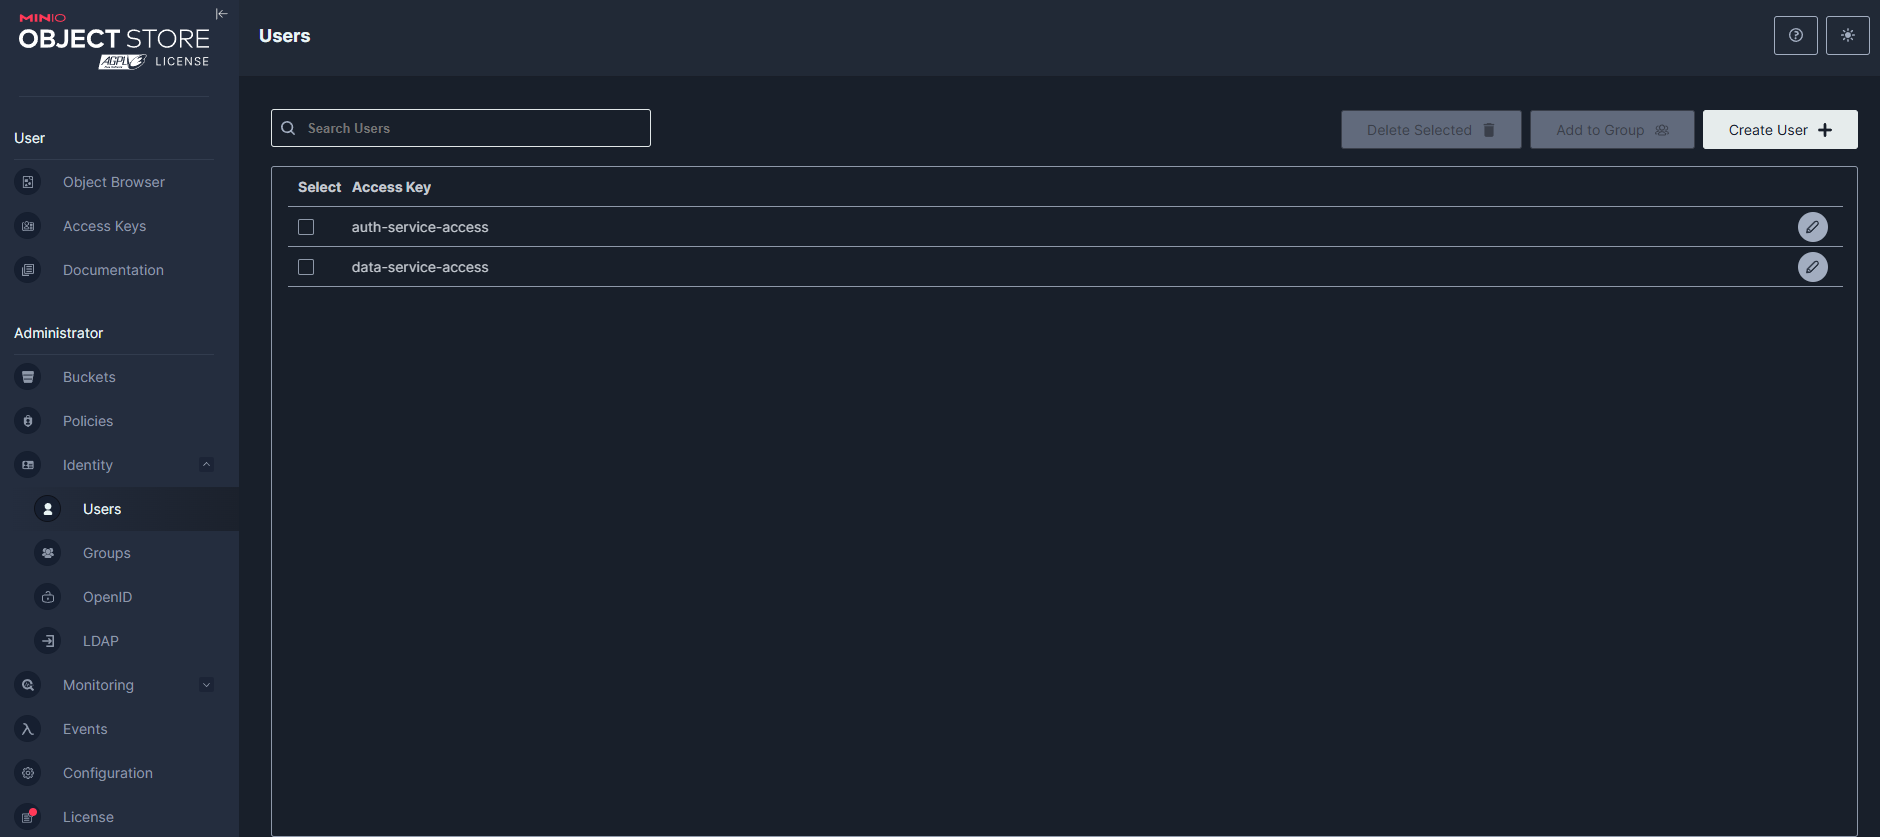 MINIO
OBJECT STORE
AGPLv3 LICENSE
User
Object Browser
Access Keys
Documentation
Administrator
Buckets
Policies
Identity
Users
Groups
OpenID
LDAP
Monitoring
Events
Configuration
License
Users
Search Users
Delete Selected
Add to Group
Create User
Select Access Key
auth-service-access
data-service-access